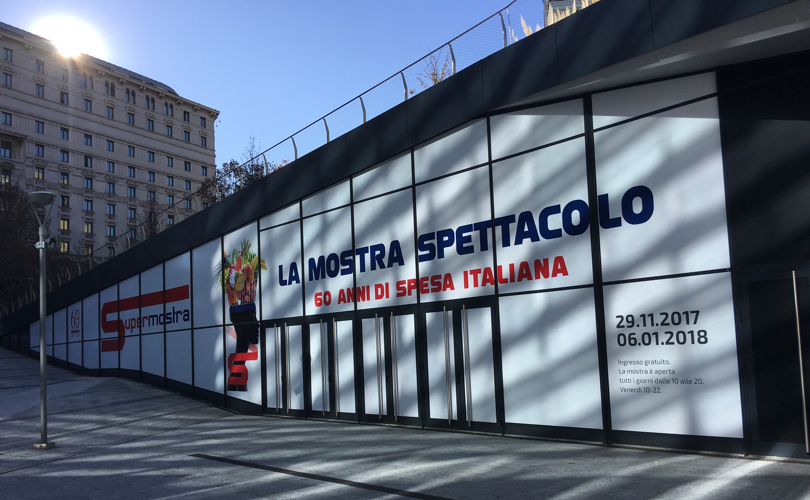 LA MOSTRA SPETTACOLO
60 ANNI DI SPESA ITALIANA
Supermostra
29.11.2017
06.01.2018
Ingresso gratuito.
La mostra è aperta
tutti i giorni dalle 10 alle 20.
Venerdì 10-22.